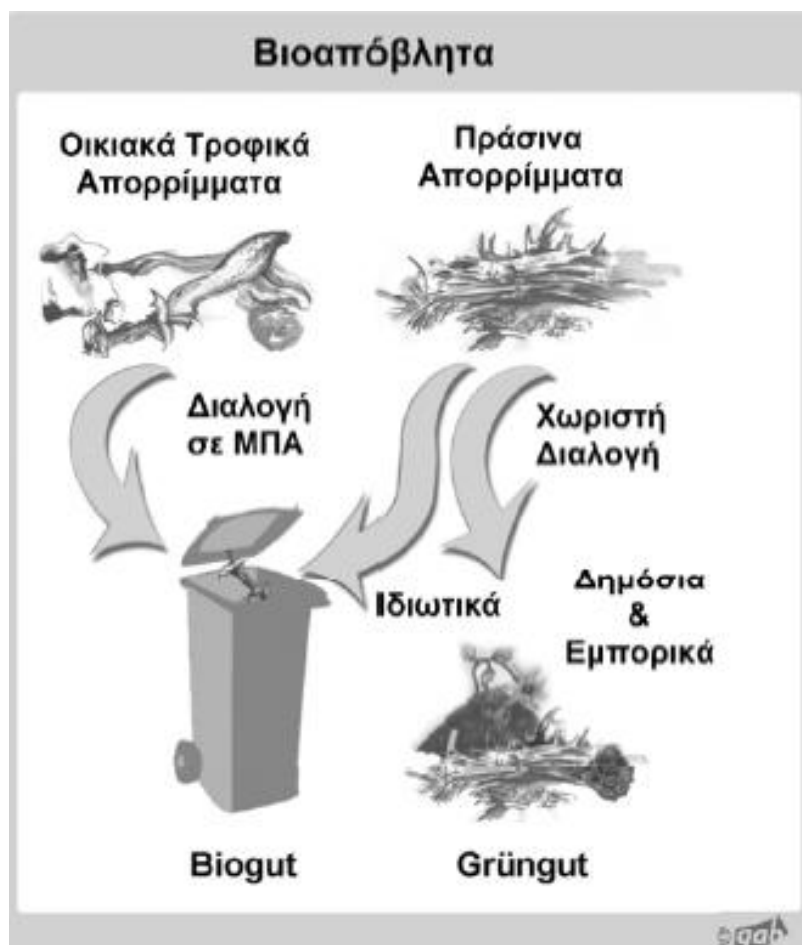 Βιοαπόβλητα
Οικιακά Τροφικά
Απορρίμματα
Πράσινα
Απορρίμματα
Διαλογή
σε ΜΠΑ
Χωριστή
Διαλογή
Ιδιωτικά
Δημόσια
&
Εμπορικά
Biogut
Grüngut